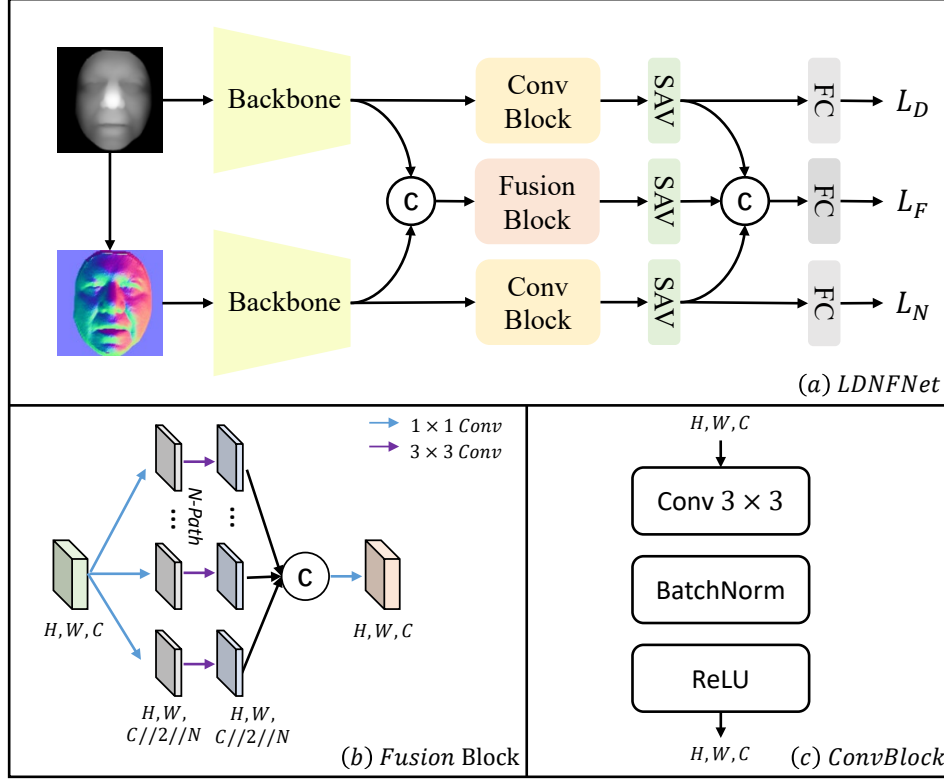 Backbone
Conv
Block
SAV
FC
L_D
C
Fusion
Block
SAV
C
FC
L_F
Backbone
Conv
Block
SAV
FC
L_N
(a) LDNFNet
1 × 1 Conv
3 × 3 Conv
N-Path
...
...
C
H, W, C
H, W, C
H, W,
C//2//N
H, W,
C//2//N
(b) Fusion Block
H, W, C
Conv 3 × 3
BatchNorm
ReLU
H, W, C
(c) ConvBlock